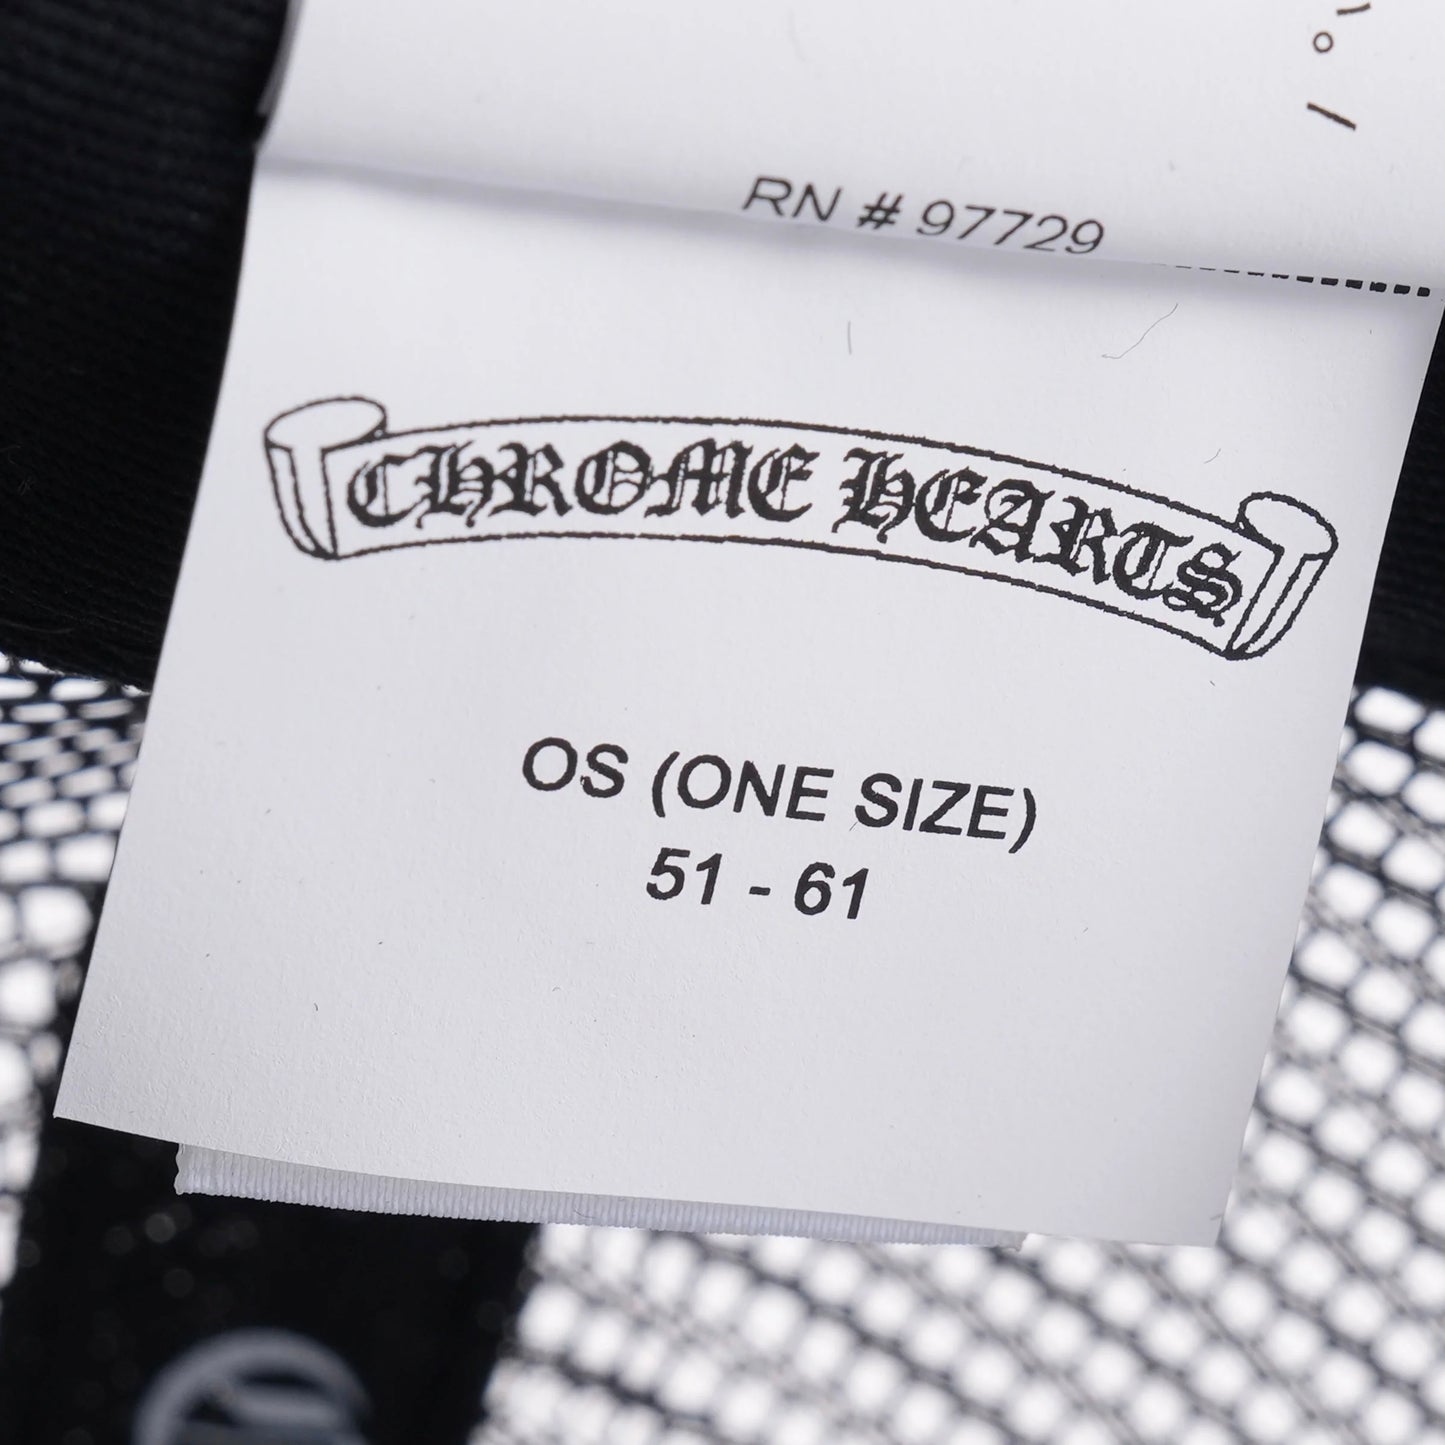 RN # 97729
CHROME HEARTS
OS (ONE SIZE)
51 - 61